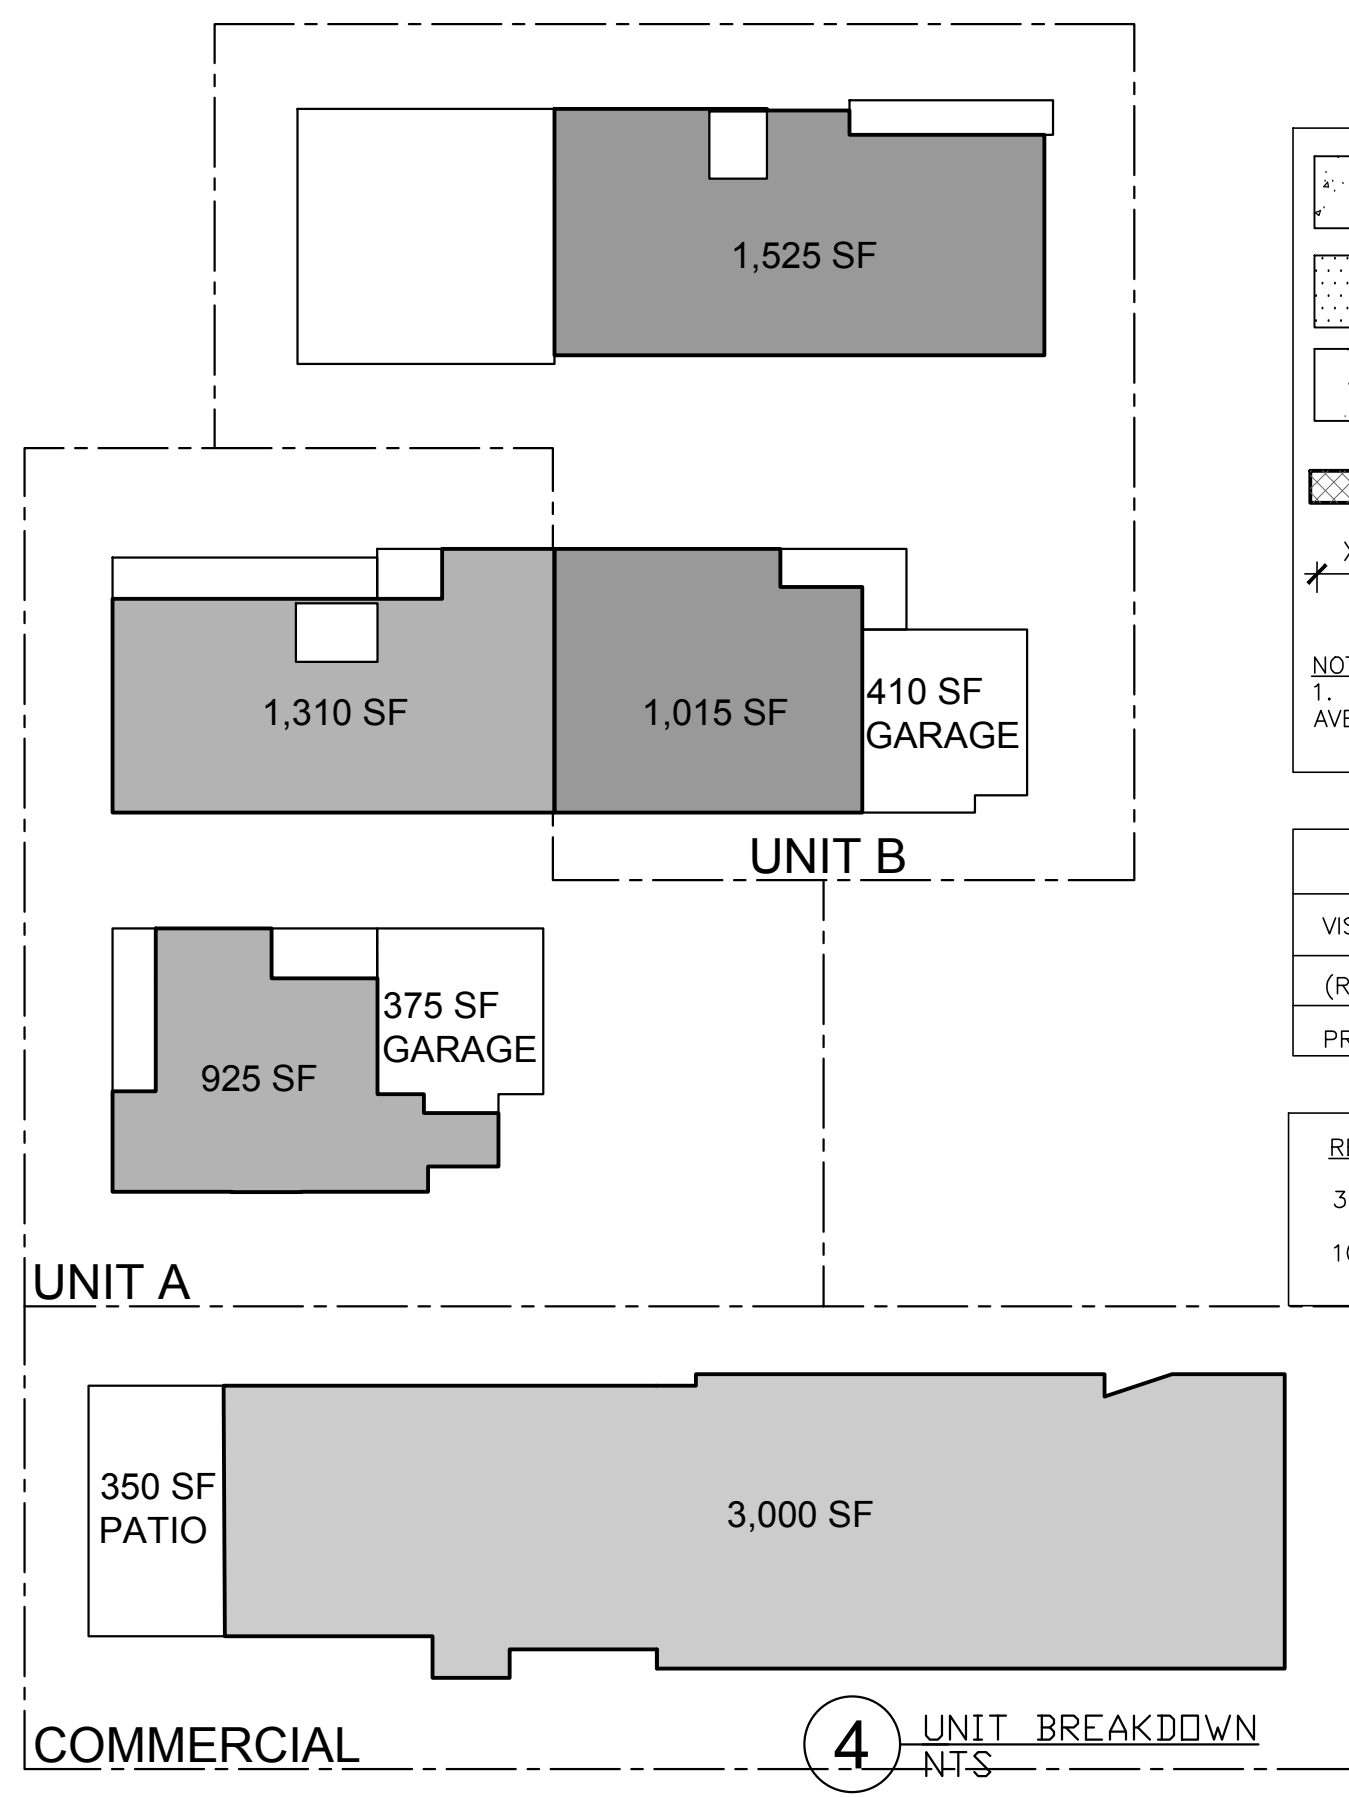 1,525 SF
1,310 SF
1,015 SF
410 SF
GARAGE
UNIT B
375 SF
GARAGE
925 SF
UNIT A
350 SF
PATIO
3,000 SF
COMMERCIAL
4
UNIT BREAKDOWN
NTS
1.